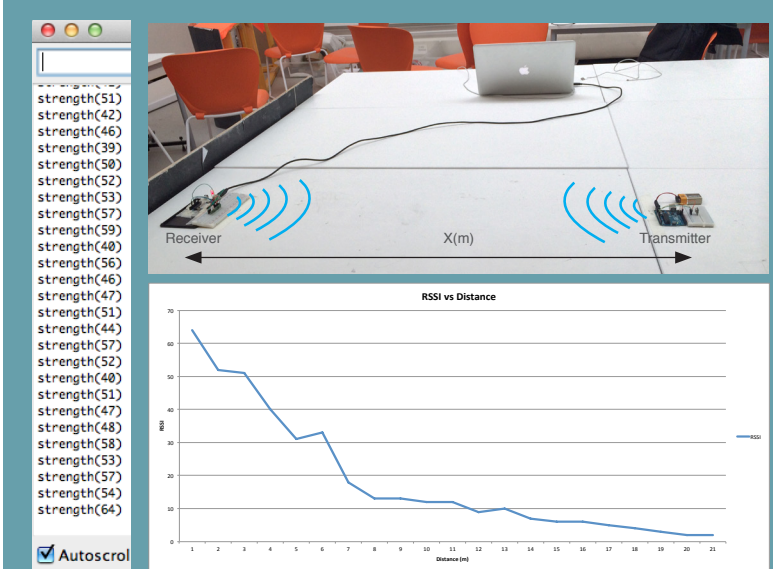 strength(51)
strength(42)
strength(46)
strength(39)
strength(50)
strength(52)
strength(53)
strength(57)
strength(59)
strength(40)
strength(56)
strength(46)
strength(47)
strength(51)
strength(44)
strength(57)
strength(52)
strength(40)
strength(51)
strength(47)
strength(48)
strength(58)
strength(53)
strength(57)
strength(54)
strength(64)
Autoscrol
Receiver
X(m)
Transmitter
RSSI vs Distance
70
60
50
40
30
20
10
0
RSSI
1 2 3 4 5 6 7 8 9 10 11 12 13 14 15 16 17 18 19 20 21
Distance (m)
RSSI